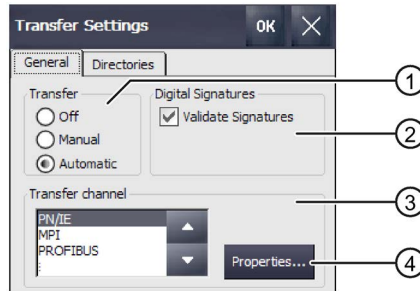 Transfer Settings OK
General Directories
Transfer Digital Signatures
1
Off Validate Signatures
Manual
2
Automatic
Transfer channel
3
PN/IE
MPI
PROFIBUS
Properties...
4